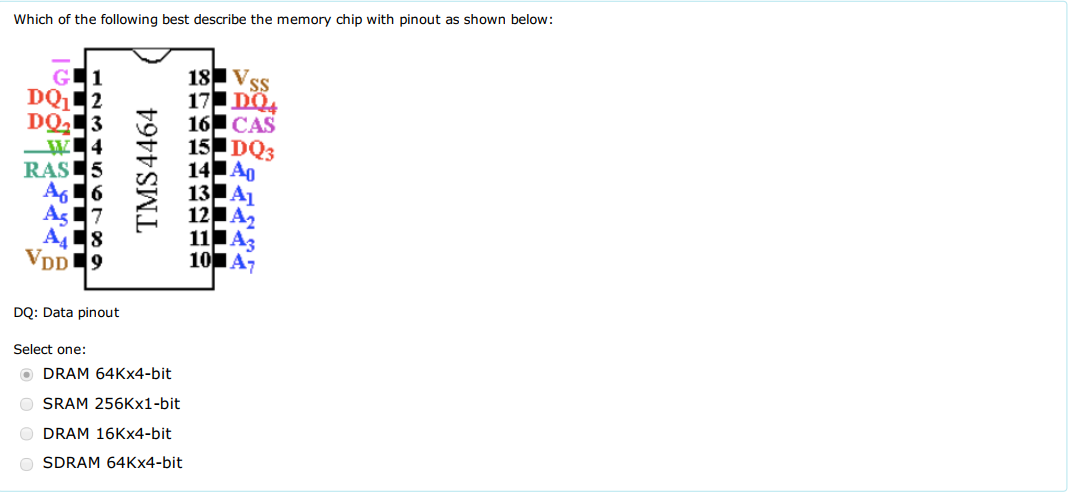 Which of the following best describe the memory chip with pinout as shown below:
G 1 18 VSS
DQ1 2 17 DQ4
DQ2 3 16 CAS
W 4 15 DQ3
RAS 5 14 A0
A6 6 13 A1
A5 7 12 A2
A4 8 11 A3
VDD 9 10 A7
TMS4464
DQ: Data pinout
Select one:
DRAM 64Kx4-bit
SRAM 256Kx1-bit
DRAM 16Kx4-bit
SDRAM 64Kx4-bit